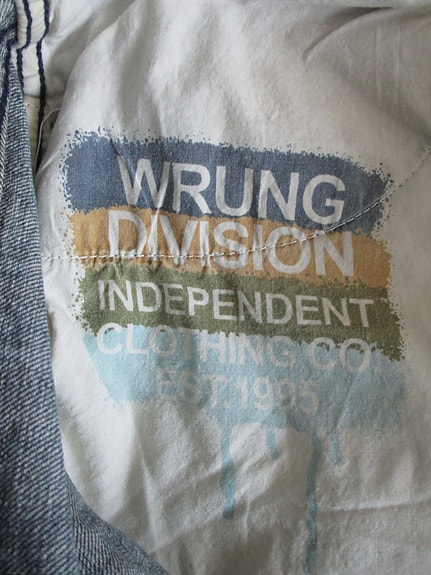 WRUNG
DIVISION
INDEPENDENT
CLOTHING CO.
EST 1995